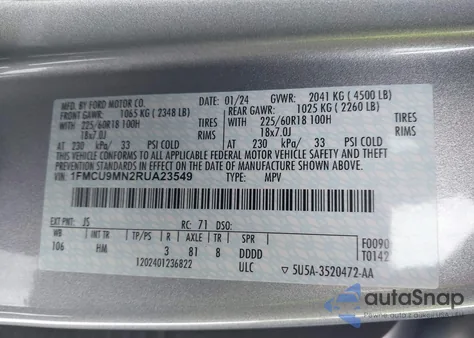 MFD. BY FORD MOTOR CO.
01/24 GVWR: 2041 KG (4500 LB)
FRONT GAWR: 1065 KG (2348 LB) REAR GAWR: 1025 KG (2260 LB)
WITH 225/60R18 100H WITH 225/60R18 100H
18x7.0J 18x7.0J
AT 230 kPa/ 33 PSI COLD AT 230 kPa/ 33 PSI COLD
THIS VEHICLE CONFORMS TO ALL APPLICABLE FEDERAL MOTOR VEHICLE SAFETY, BUMPER, AND THEFT PREVENTION STANDARDS IN EFFECT ON THE DATE OF MANUFACTURE SHOWN ABOVE.
VIN: 1FMCU9MN2RUA23549 TYPE: MPV
EXT PNT: JS RC: 71 DSO:
WB INT TR TP/PS R AXLE TR SPR
106 HM 3 81 8 DDDD
F0090
T0142
1202401236822 ULC ▽ 5U5A-3520472-AA
autoSnap